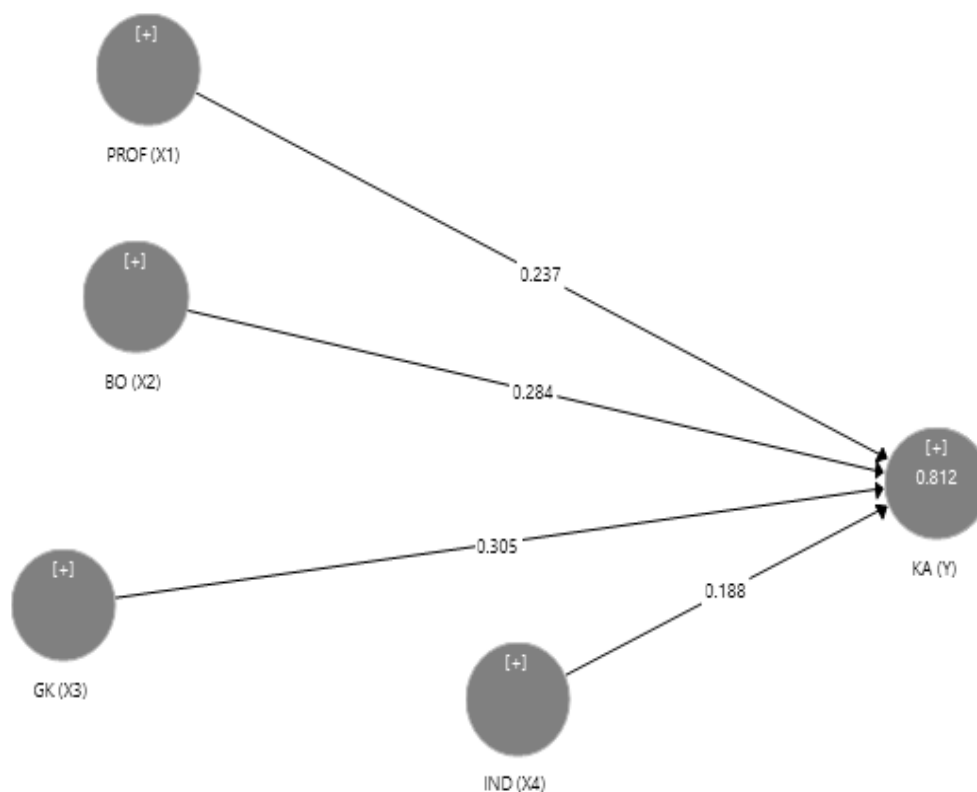 [+]
PROF (X1)
0.237
[+]
BO (X2)
0.284
[+]
0.812
KA (Y)
0.305
[+]
GK (X3)
0.188
[+]
IND (X4)